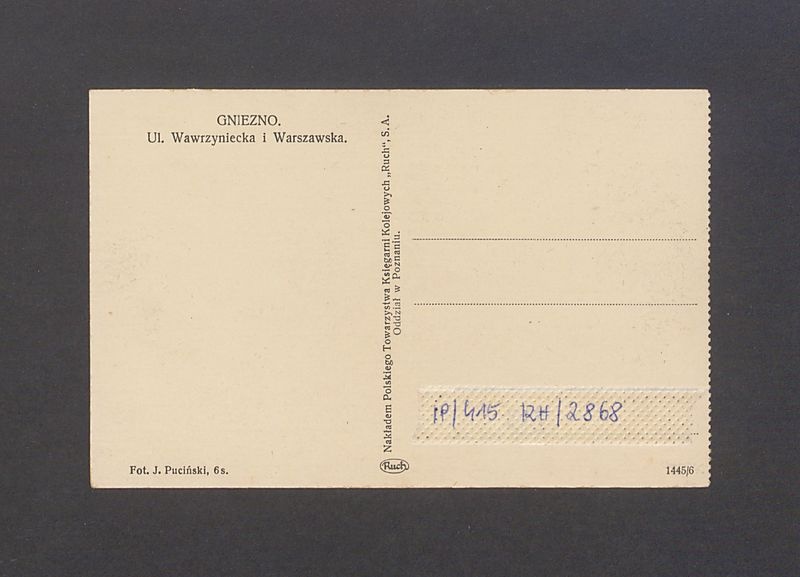 GNIEZNO.
Ul. Wawrzyniecka i Warszawska.
Nakładem Polskiego Towarzystwa Księgarni Kolejowych „Ruch", S. A.
Oddział w Poznaniu.
IP/415 RH/2868
Fot. J. Puciński, 6 s.
Ruch
1445/6